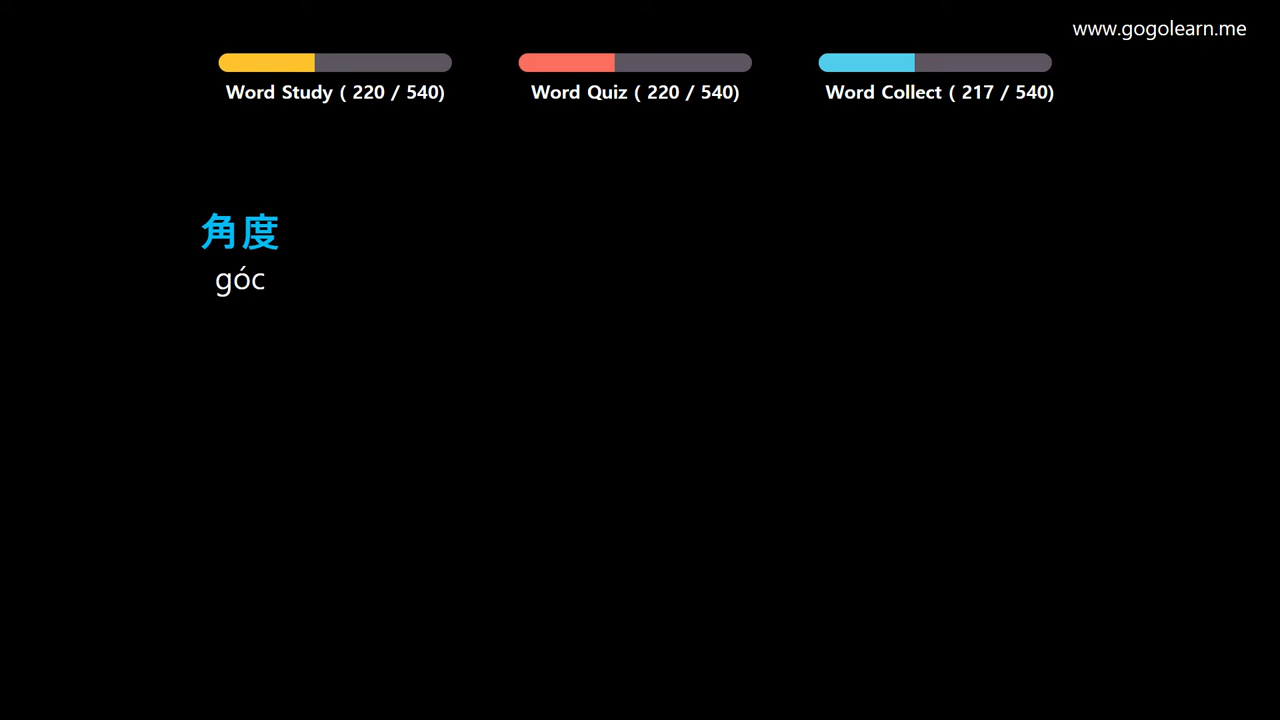 www.gogolearn.me
Word Study ( 220 / 540)
Word Quiz ( 220 / 540)
Word Collect ( 217 / 540)
角度
góc